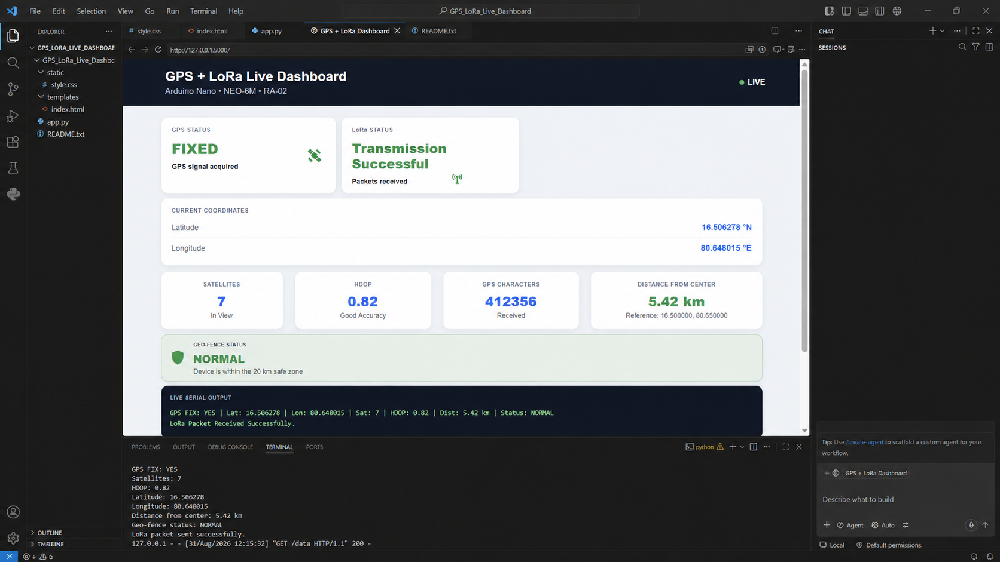 File Edit Selection View Go Run Terminal Help
GPS_LoRa_Live_Dashboard
EXPLORER
GPS_LORA_LIVE_DASHBOAR
GPS_LoRa_Live_Dashbc
static
# style.css
templates
<> index.html
app.py
README.txt
OUTLINE
TIMELINE
# style.css
<> index.html
app.py
GPS + LoRa Dashboard
README.txt
http://127.0.0.1:5000/
GPS + LoRa Live Dashboard
Arduino Nano • NEO-6M • RA-02
LIVE
GPS STATUS
FIXED
GPS signal acquired
LoRa STATUS
Transmission
Successful
Packets received
CURRENT COORDINATES
Latitude 16.506278 °N
Longitude 80.648015 °E
SATELLITES
7
In View
HDOP
0.82
Good Accuracy
GPS CHARACTERS
412356
Received
DISTANCE FROM CENTER
5.42 km
Reference: 16.500000, 80.650000
GEO-FENCE STATUS
NORMAL
Device is within the 20 km safe zone
LIVE SERIAL OUTPUT
GPS FIX: YES | Lat: 16.506278 | Lon: 80.648015 | Sat: 7 | HDOP: 0.82 | Dist: 5.42 km | Status: NORMAL
LoRa Packet Received Successfully.
PROBLEMS OUTPUT DEBUG CONSOLE TERMINAL PORTS
python
GPS FIX: YES
Satellites: 7
HDOP: 0.82
Latitude: 16.506278
Longitude: 80.648015
Distance from center: 5.42 km
Geo-fence status: NORMAL
LoRa packet sent successfully.
127.0.0.1 - - [31/Aug/2026 12:15:32] "GET /data HTTP/1.1" 200 -
CHAT
SESSIONS
Tip: Use /create-agent to scaffold a custom agent for your
workflow.
GPS + LoRa Dashboard
Describe what to build
Agent Auto
Local Default permissions